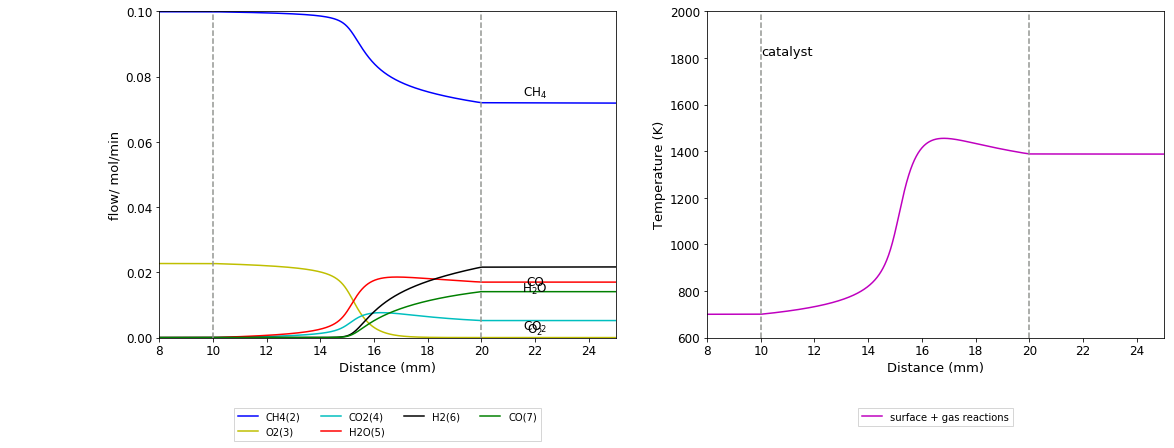 0.10
0.08
0.06
0.04
0.02
0.00
flow/ mol/min
CH4
CO
H2O
CO2
O2
8 10 12 14 16 18 20 22 24
Distance (mm)
CH4(2) CO2(4) H2(6) CO(7)
O2(3) H2O(5)
2000
1800
1600
1400
1200
1000
800
600
Temperature (K)
catalyst
8 10 12 14 16 18 20 22 24
Distance (mm)
surface + gas reactions